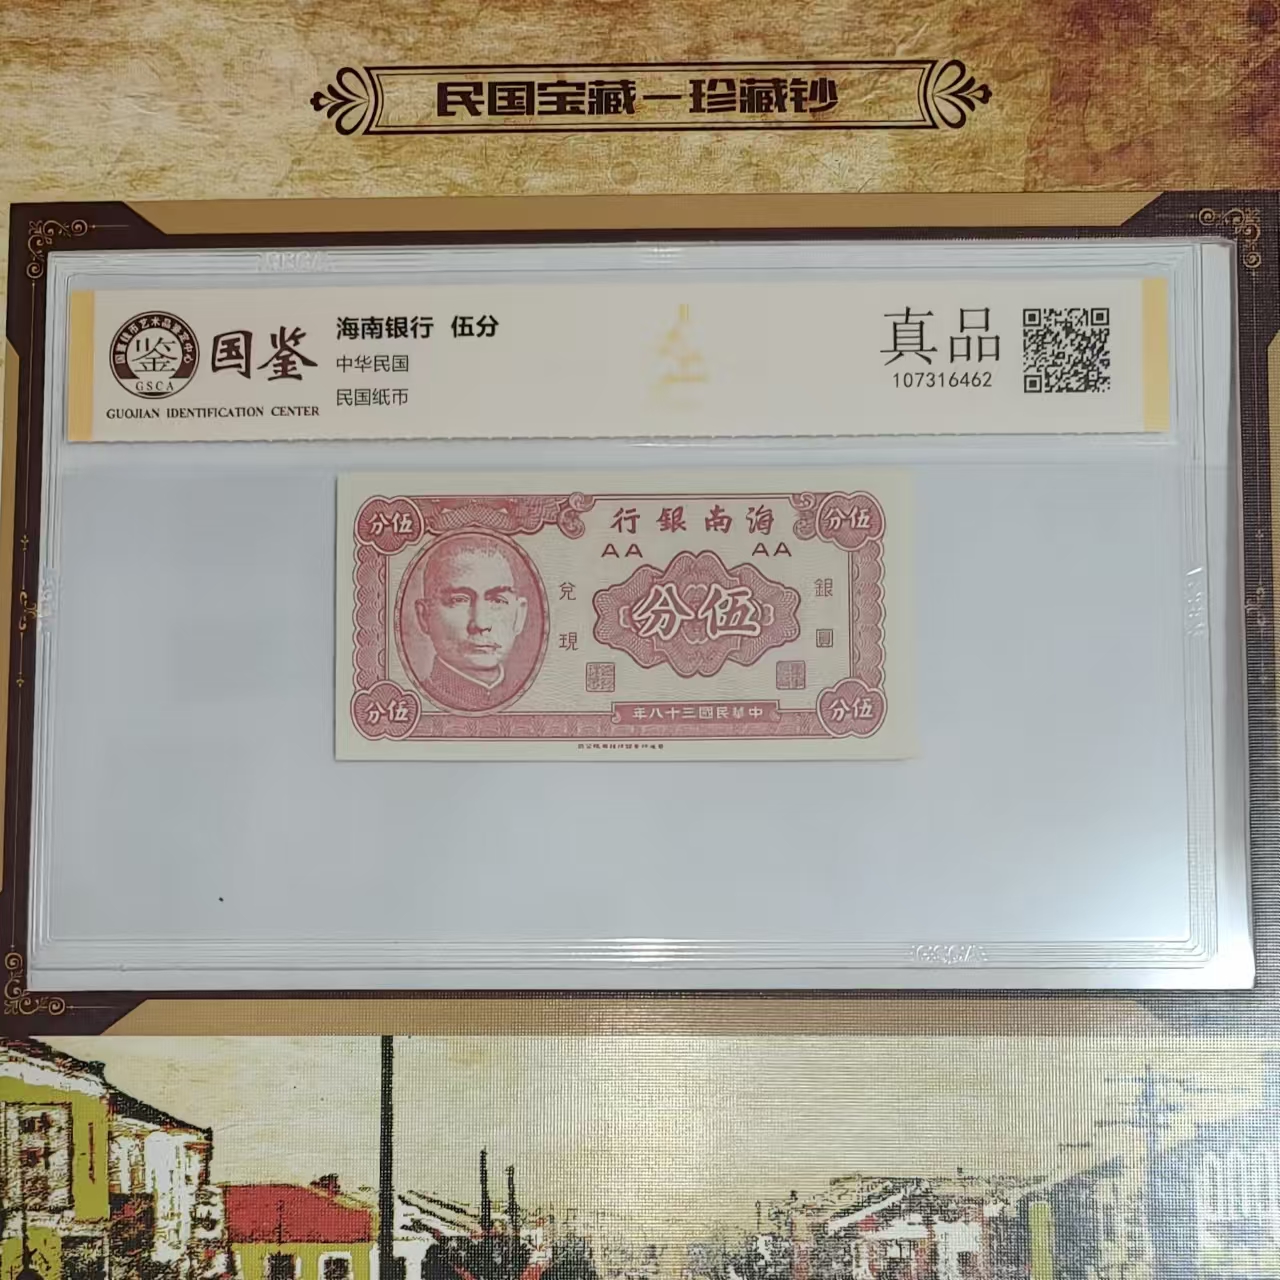 民国宝藏—珍藏钞
国鉴
GSCA
GUOJIAN IDENTIFICATION CENTER
海南银行 伍分
中华民国
民国纸币
真品
107316462
行銀南海
AA AA
分伍
分伍
兌現
分伍
銀圓
分伍
分伍
年八十三國民華中